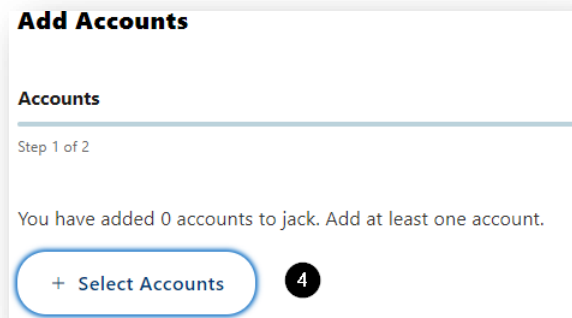 Add Accounts
Accounts
Step 1 of 2
You have added 0 accounts to jack. Add at least one account.
+ Select Accounts 4